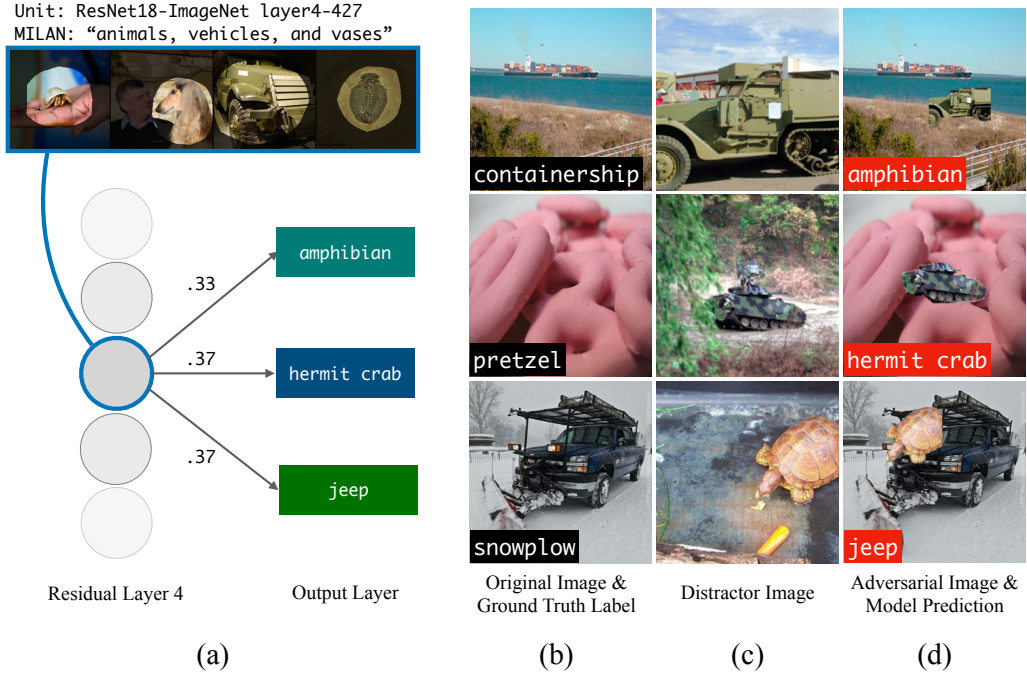 Unit: ResNet18-ImageNet layer4-427
MILAN: “animals, vehicles, and vases”
.33
.37
.37
amphibian
hermit crab
jeep
Residual Layer 4
Output Layer
(a)
containership
pretzel
snowplow
Original Image &
Ground Truth Label
(b)
Distractor Image
(c)
amphibian
hermit crab
jeep
Adversarial Image &
Model Prediction
(d)